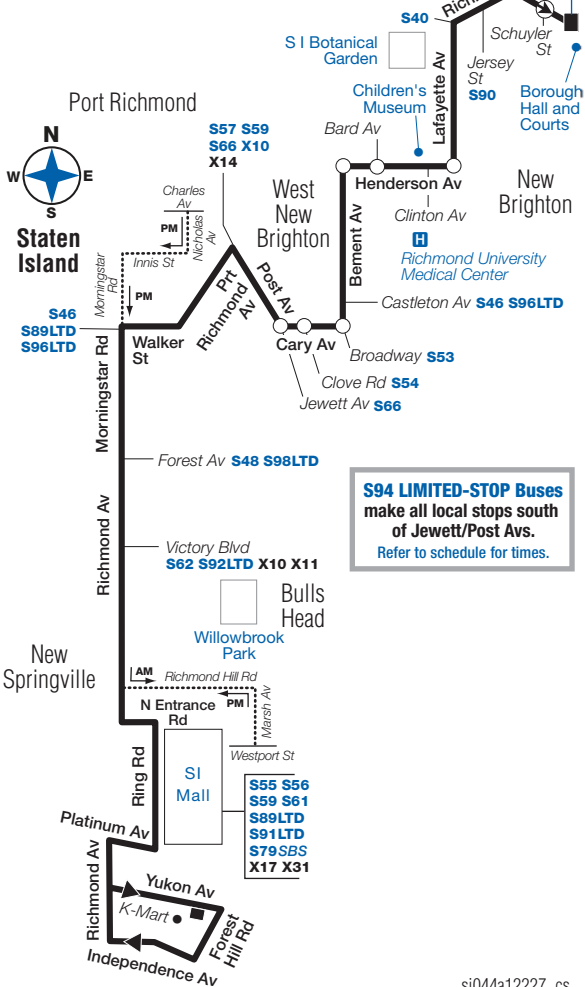 Richm
S40
Schuyler
St
S I Botanical
Garden
Jersey
St
S90
Borough
Hall and
Courts
Lafayette Av
Port Richmond
Children's
Museum
S57 S59
S66 X10
X14
Bard Av
N
W
E
S
Staten
Island
Charles
Av
PM
Nicholas
Av
Innis St
Morningstar
Rd
PM
West
New
Brighton
Henderson Av
New
Brighton
Clinton Av
H
Richmond University
Medical Center
Bement Av
Post Av
Prt
Richmond
Av
Castleton Av S46 S96LTD
S46
S89LTD
S96LTD
Walker
St
Cary Av
Broadway S53
Clove Rd S54
Jewett Av S66
Morningstar Rd
Forest Av S48 S98LTD
S94 LIMITED-STOP Buses
make all local stops south
of Jewett/Post Avs.
Refer to schedule for times.
Richmond Av
Victory Blvd
S62 S92LTD X10 X11
Bulls
Head
Willowbrook
Park
New
Springville
AM
Richmond Hill Rd
PM
Marsh Av
N Entrance
Rd
Westport St
Ring Rd
SI
Mall
S55 S56
S59 S61
S89LTD
S91LTD
S79SBS
X17 X31
Platinum Av
Richmond Av
Yukon Av
K-Mart
Forest
Hill Rd
Independence Av
si044a12227_cs